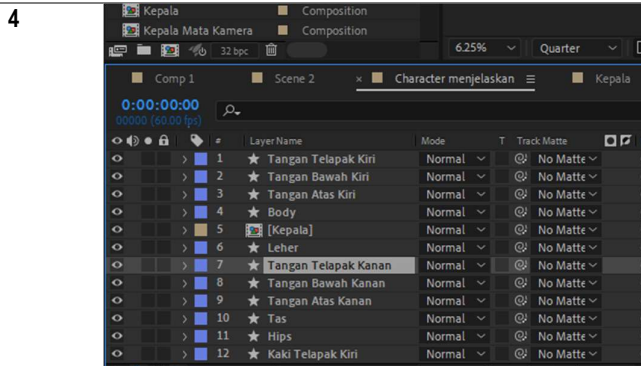 4
Kepala Composition
Kepala Mata Kamera Composition
32 bpc 6.25% Quarter
Comp 1 Scene 2 × Character menjelaskan ≡ Kepala
0:00:00:00
00000 (60.00 fps)
# Layer Name Mode T Track Matte
1 Tangan Telapak Kiri Normal No Matte
2 Tangan Bawah Kiri Normal No Matte
3 Tangan Atas Kiri Normal No Matte
4 Body Normal No Matte
5 [Kepala] Normal No Matte
6 Leher Normal No Matte
7 Tangan Telapak Kanan Normal No Matte
8 Tangan Bawah Kanan Normal No Matte
9 Tangan Atas Kanan Normal No Matte
10 Tas Normal No Matte
11 Hips Normal No Matte
12 Kaki Telapak Kiri Normal No Matte